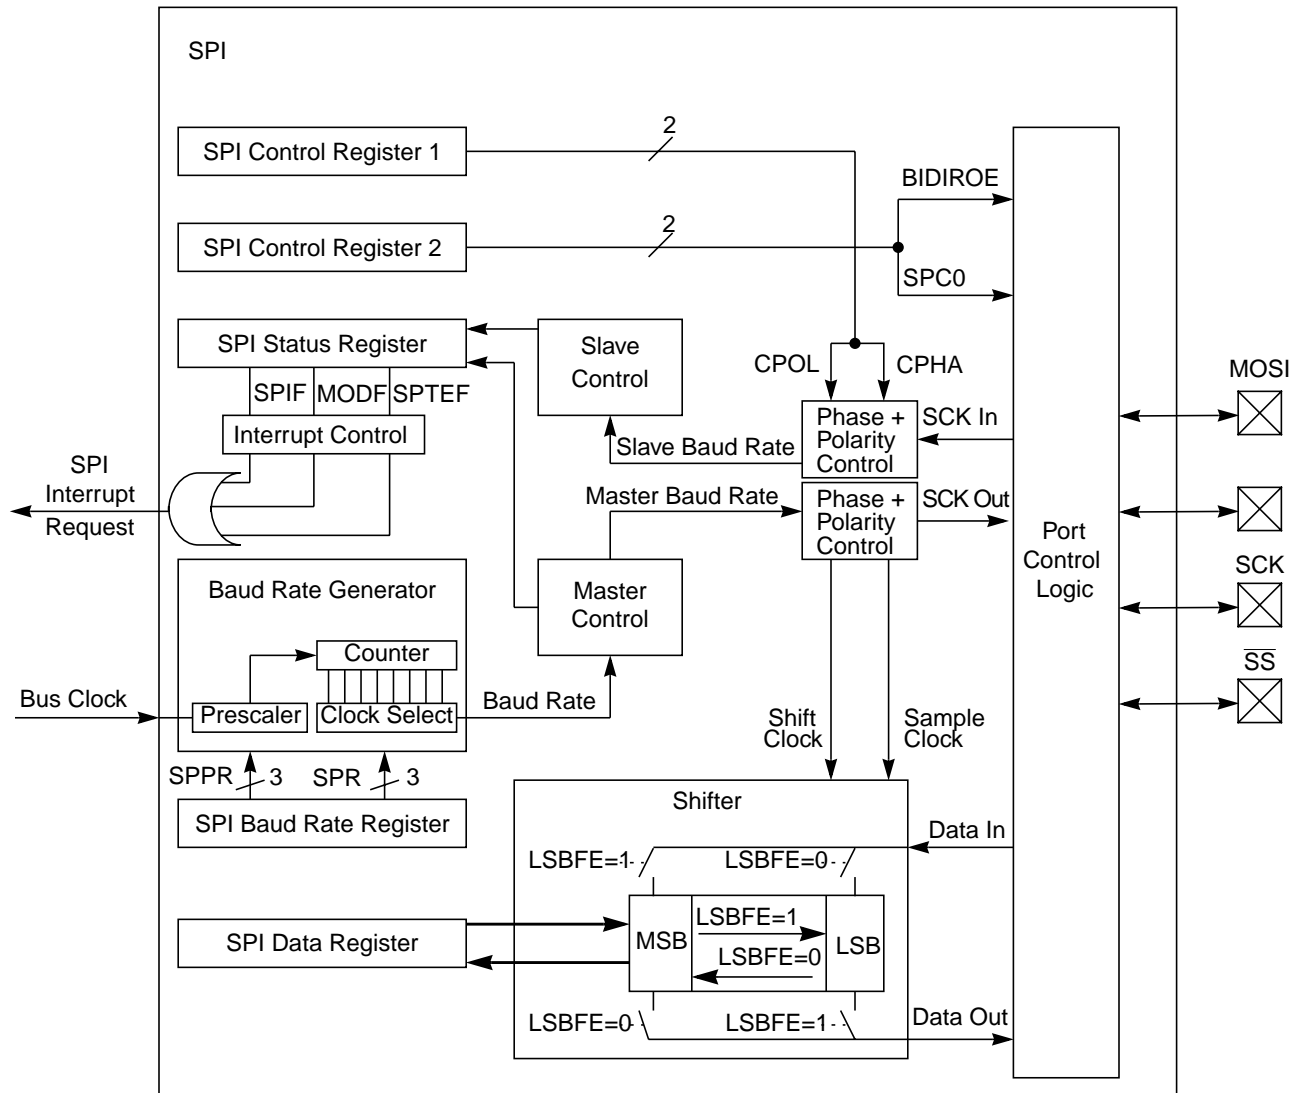 SPI
SPI Control Register 1
2
BIDIROE
SPI Control Register 2
2
SPC0
SPI Status Register
Slave
Control
CPOL
CPHA
MOSI
SPIF
MODF
SPTEF
Phase +
Polarity
Control
SCK In
Interrupt Control
Slave Baud Rate
SPI
Interrupt
Request
Master Baud Rate
Phase +
Polarity
Control
SCK Out
Port
Control
Logic
SCK
Baud Rate Generator
Master
Control
Counter
SS
Bus Clock
Prescaler
Clock Select
Baud Rate
Shift
Clock
Sample
Clock
SPPR
3
SPR
3
SPI Baud Rate Register
Shifter
Data In
LSBFE=1
LSBFE=0
SPI Data Register
MSB
LSBFE=1
LSBFE=0
LSB
LSBFE=0
LSBFE=1
Data Out